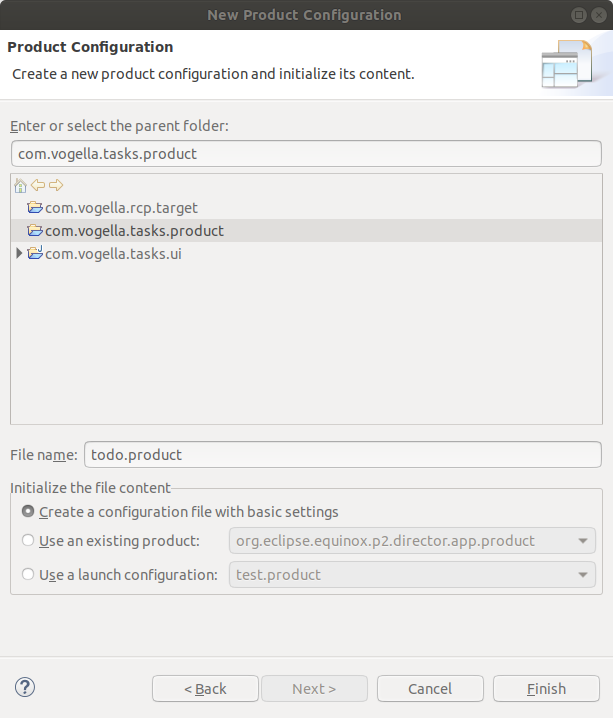 New Product Configuration
Product Configuration
Create a new product configuration and initialize its content.
Enter or select the parent folder:
com.vogella.tasks.product
com.vogella.rcp.target
com.vogella.tasks.product
com.vogella.tasks.ui
File name: todo.product
Initialize the file content
Create a configuration file with basic settings
Use an existing product: org.eclipse.equinox.p2.director.app.product
Use a launch configuration: test.product
? < Back Next > Cancel Finish